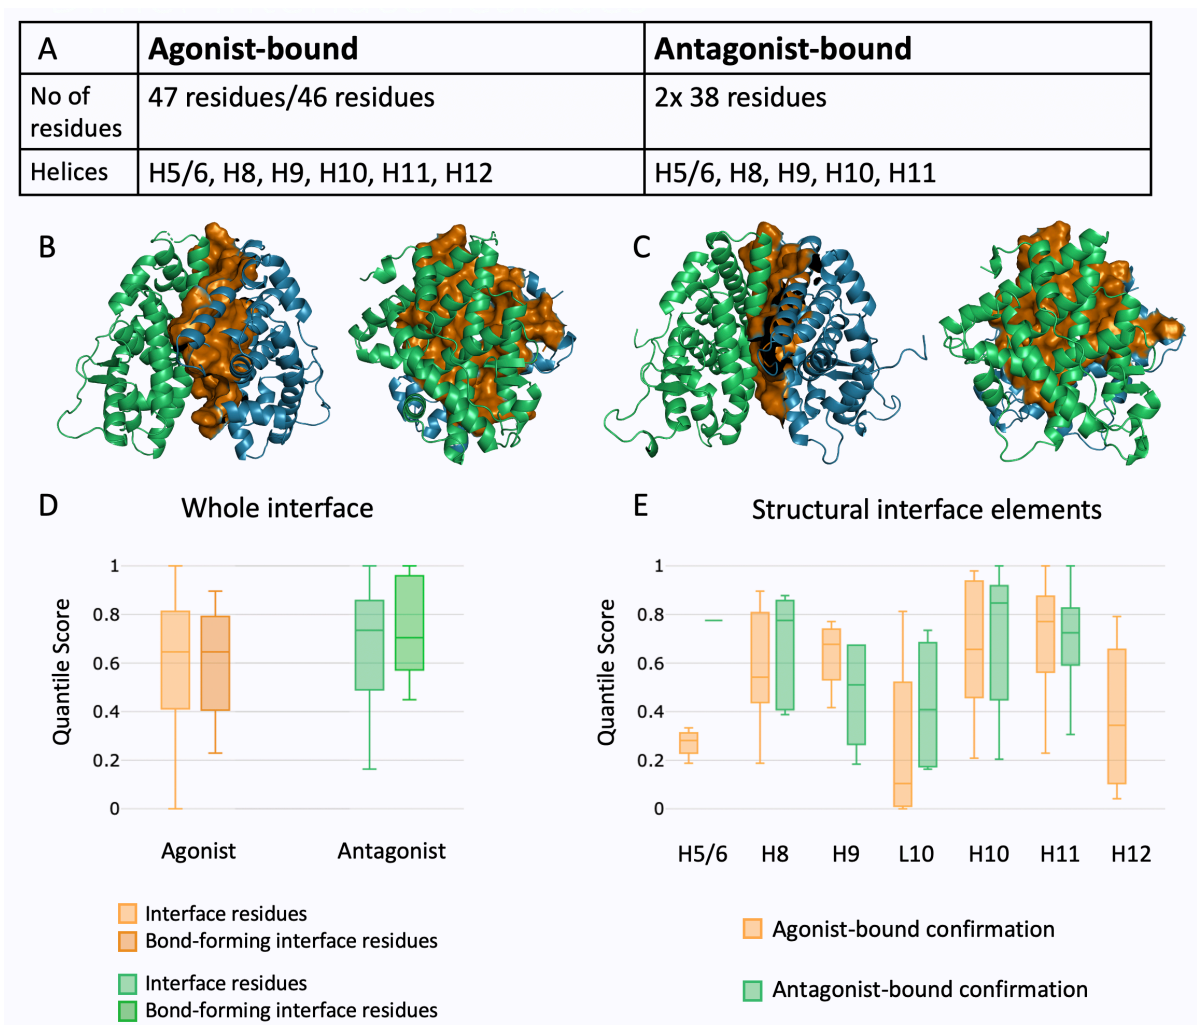 A
Agonist-bound
Antagonist-bound
No of
residues
47 residues/46 residues
2x 38 residues
Helices
H5/6, H8, H9, H10, H11, H12
H5/6, H8, H9, H10, H11
B
C
D
Whole interface
Quantile Score
1
0.8
0.6
0.4
0.2
0
Agonist
Antagonist
Interface residues
Bond-forming interface residues
Interface residues
Bond-forming interface residues
E
Structural interface elements
Quantile Score
1
0.8
0.6
0.4
0.2
0
H5/6
H8
H9
L10
H10
H11
H12
Agonist-bound confirmation
Antagonist-bound confirmation